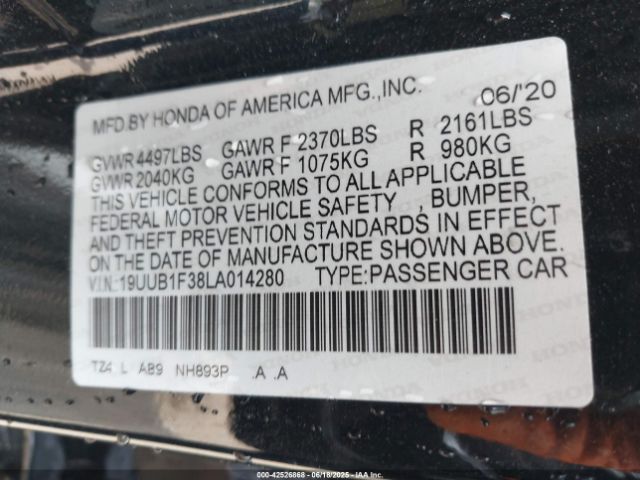 MFD.BY HONDA OF AMERICA MFG.,INC. 06/'20
GVWR 4497LBS GAWR F 2370LBS R 2161LBS
GVWR 2040KG GAWR F 1075KG R 980KG
THIS VEHICLE CONFORMS TO ALL APPLICABLE
FEDERAL MOTOR VEHICLE SAFETY , BUMPER,
AND THEFT PREVENTION STANDARDS IN EFFECT
ON THE DATE OF MANUFACTURE SHOWN ABOVE.
V.I.N.:19UUB1F38LA014280 TYPE:PASSENGER CAR
TZ4 L AB9 NH893P .A .A
00-42526868 - 06/18/2025 - IAA Inc.